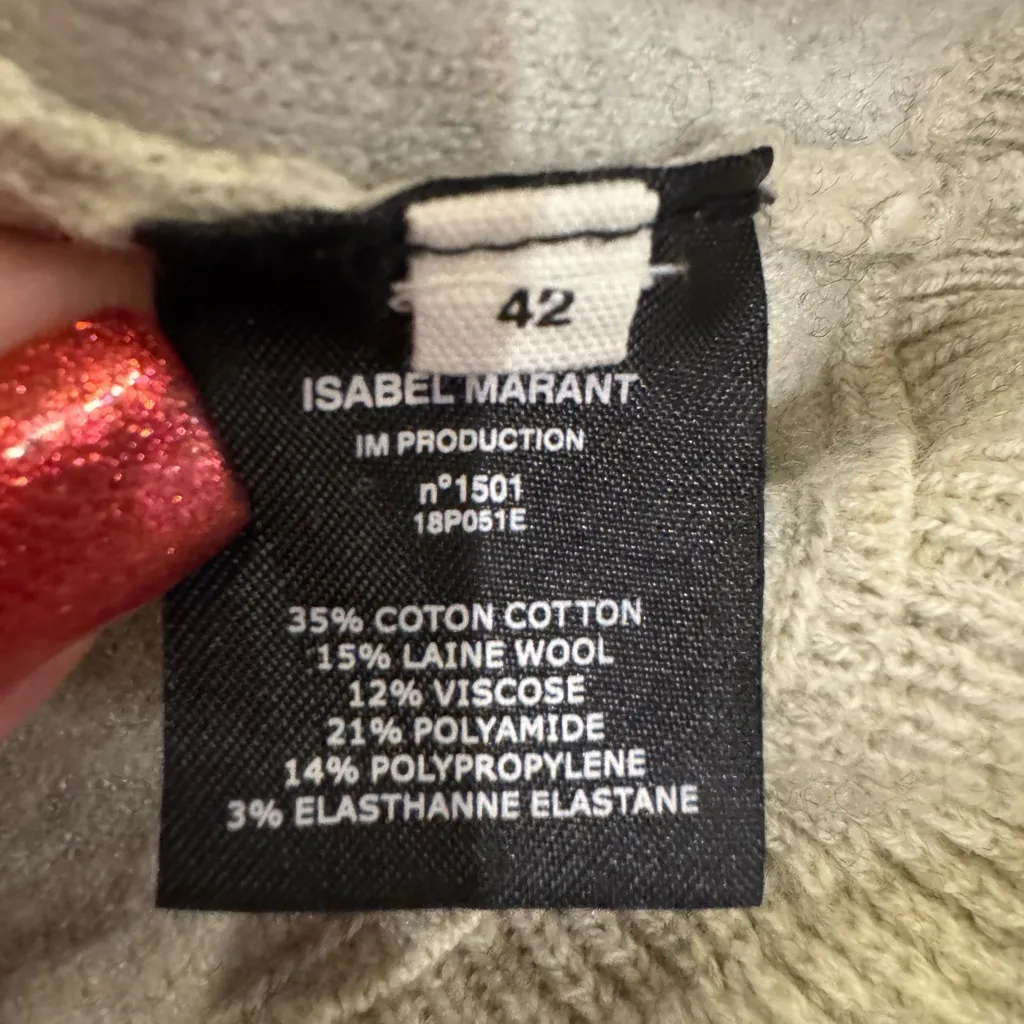 42
ISABEL MARANT
IM PRODUCTION
n°1501
18P051E
35% COTON COTTON
15% LAINE WOOL
12% VISCOSE
21% POLYAMIDE
14% POLYPROPYLENE
3% ELASTHANNE ELASTANE